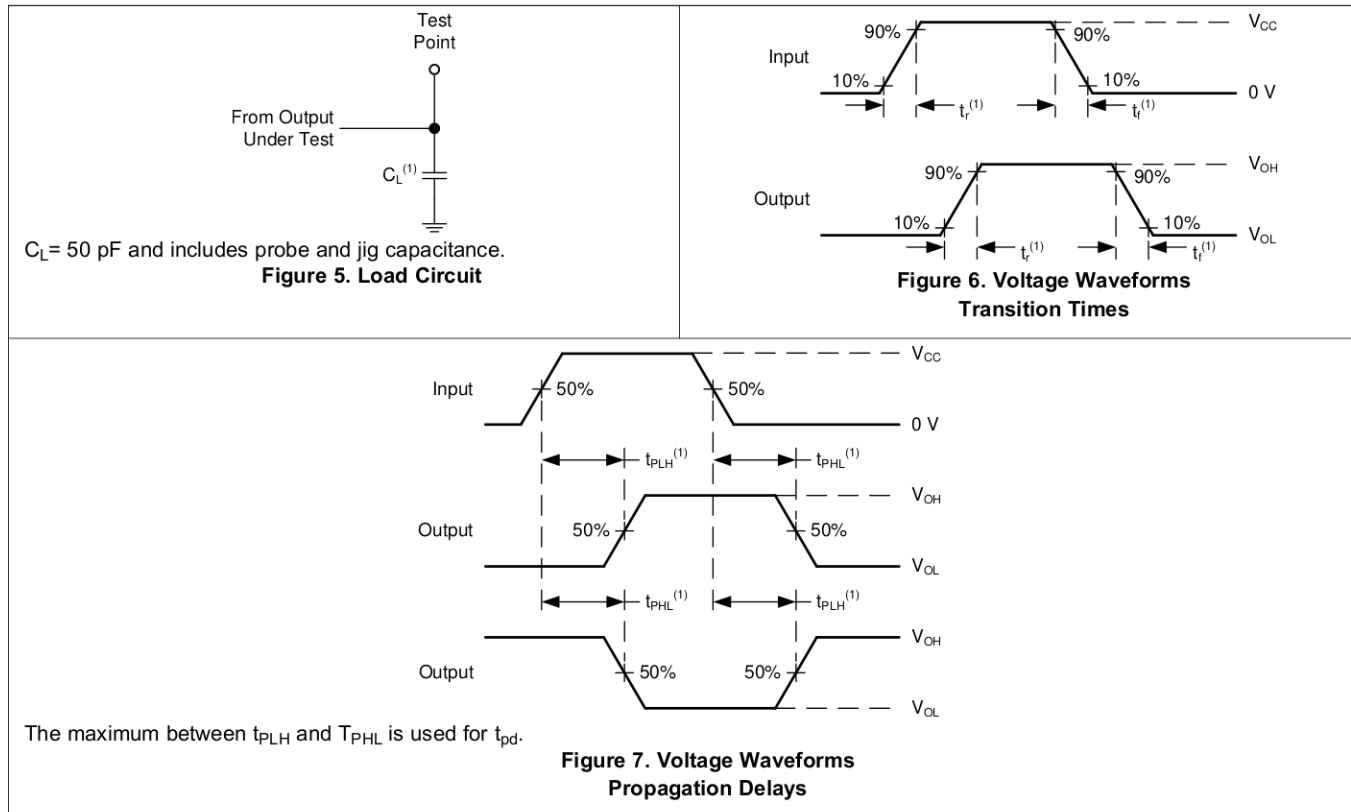 Test
Point
From Output
Under Test
C_L^(1)
C_L= 50 pF and includes probe and jig capacitance.
Figure 5. Load Circuit
V_CC
90% 90%
Input
10% 10%
0 V
t_r^(1) t_f^(1)
V_OH
90% 90%
Output
10% 10%
V_OL
t_r^(1) t_f^(1)
Figure 6. Voltage Waveforms
Transition Times
V_CC
Input 50% 50%
0 V
t_PLH^(1) t_PHL^(1)
V_OH
Output 50% 50%
V_OL
t_PHL^(1) t_PLH^(1)
V_OH
Output 50% 50%
V_OL
The maximum between t_PLH and T_PHL is used for t_pd.
Figure 7. Voltage Waveforms
Propagation Delays